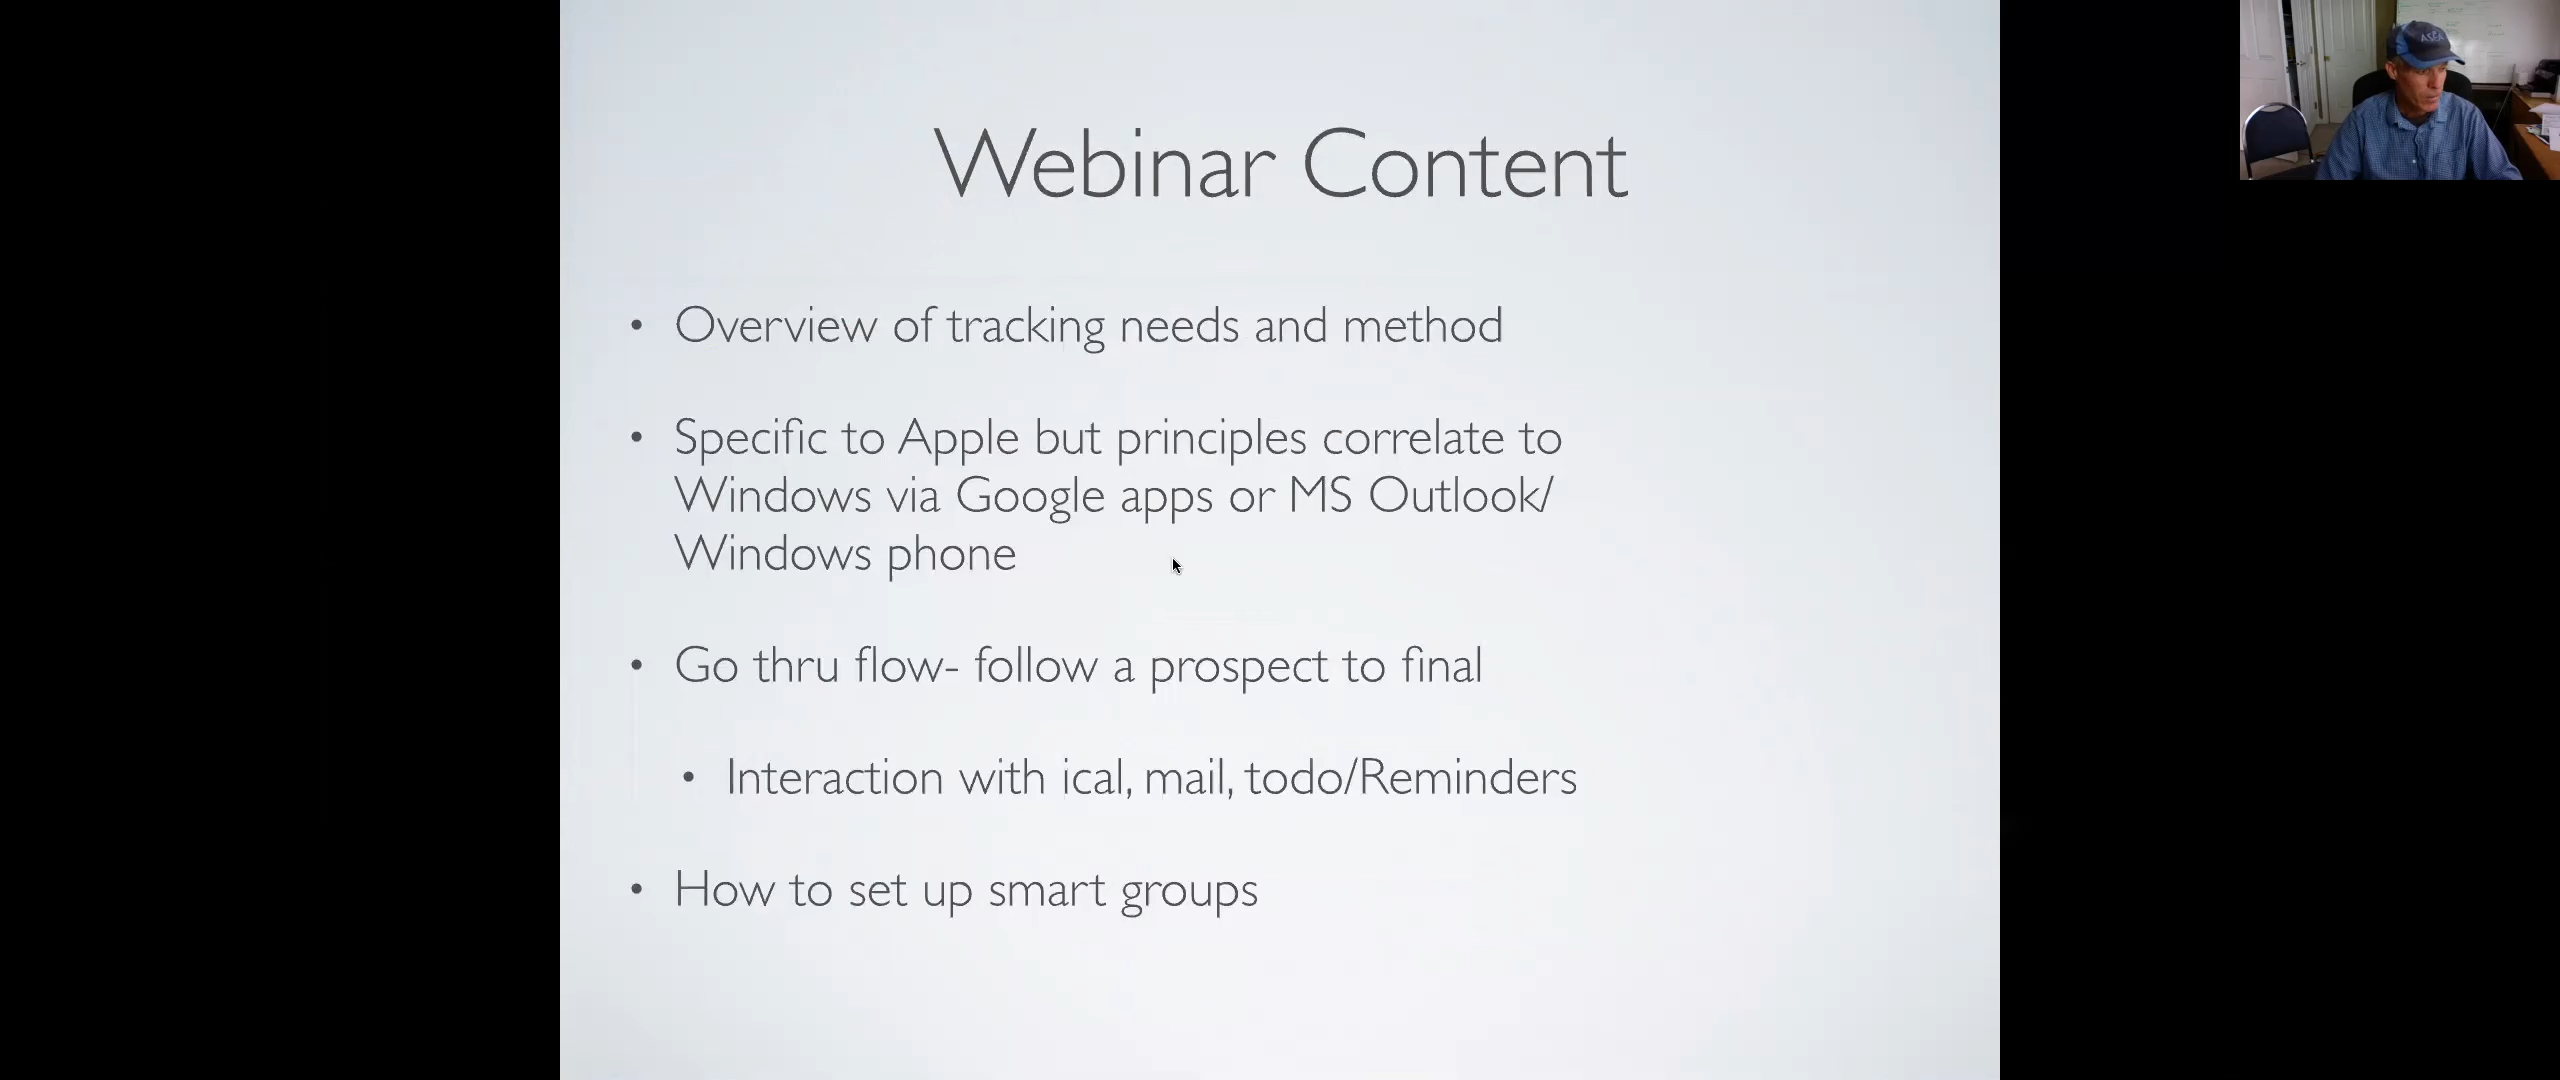 Webinar Content
• Overview of tracking needs and method
• Specific to Apple but principles correlate to
Windows via Google apps or MS Outlook/
Windows phone
• Go thru flow- follow a prospect to final
• Interaction with ical, mail, todo/Reminders
• How to set up smart groups
ASEA